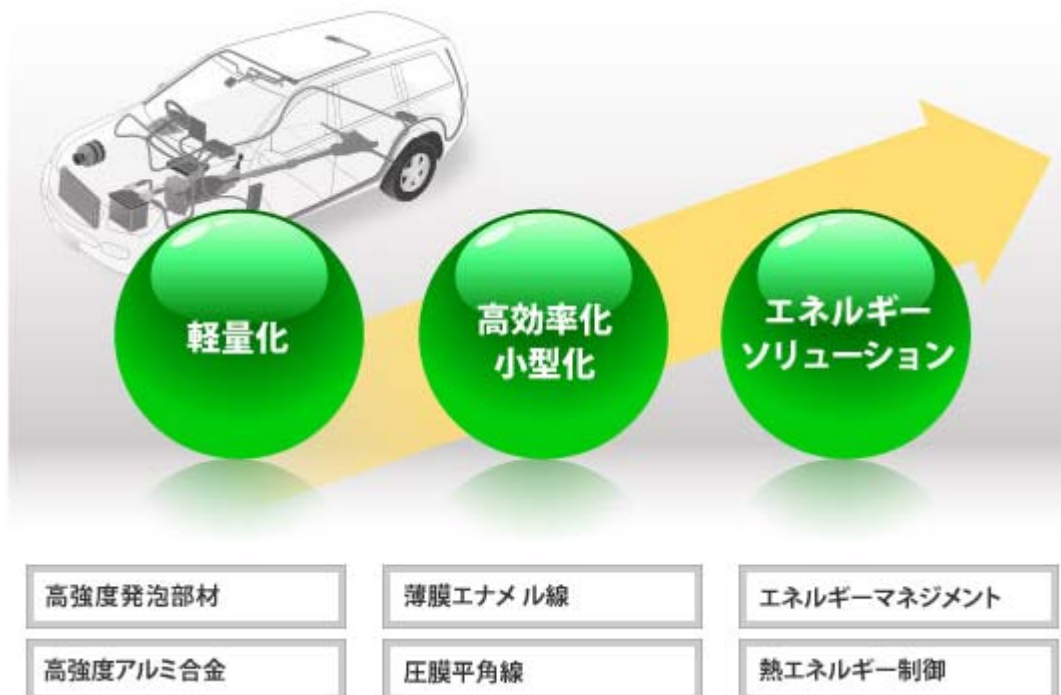 軽量化
高効率化
小型化
エネルギー
ソリューション
高強度発泡部材
薄膜エナメル線
エネルギーマネジメント
高強度アルミ合金
圧膜平角線
熱エネルギー制御